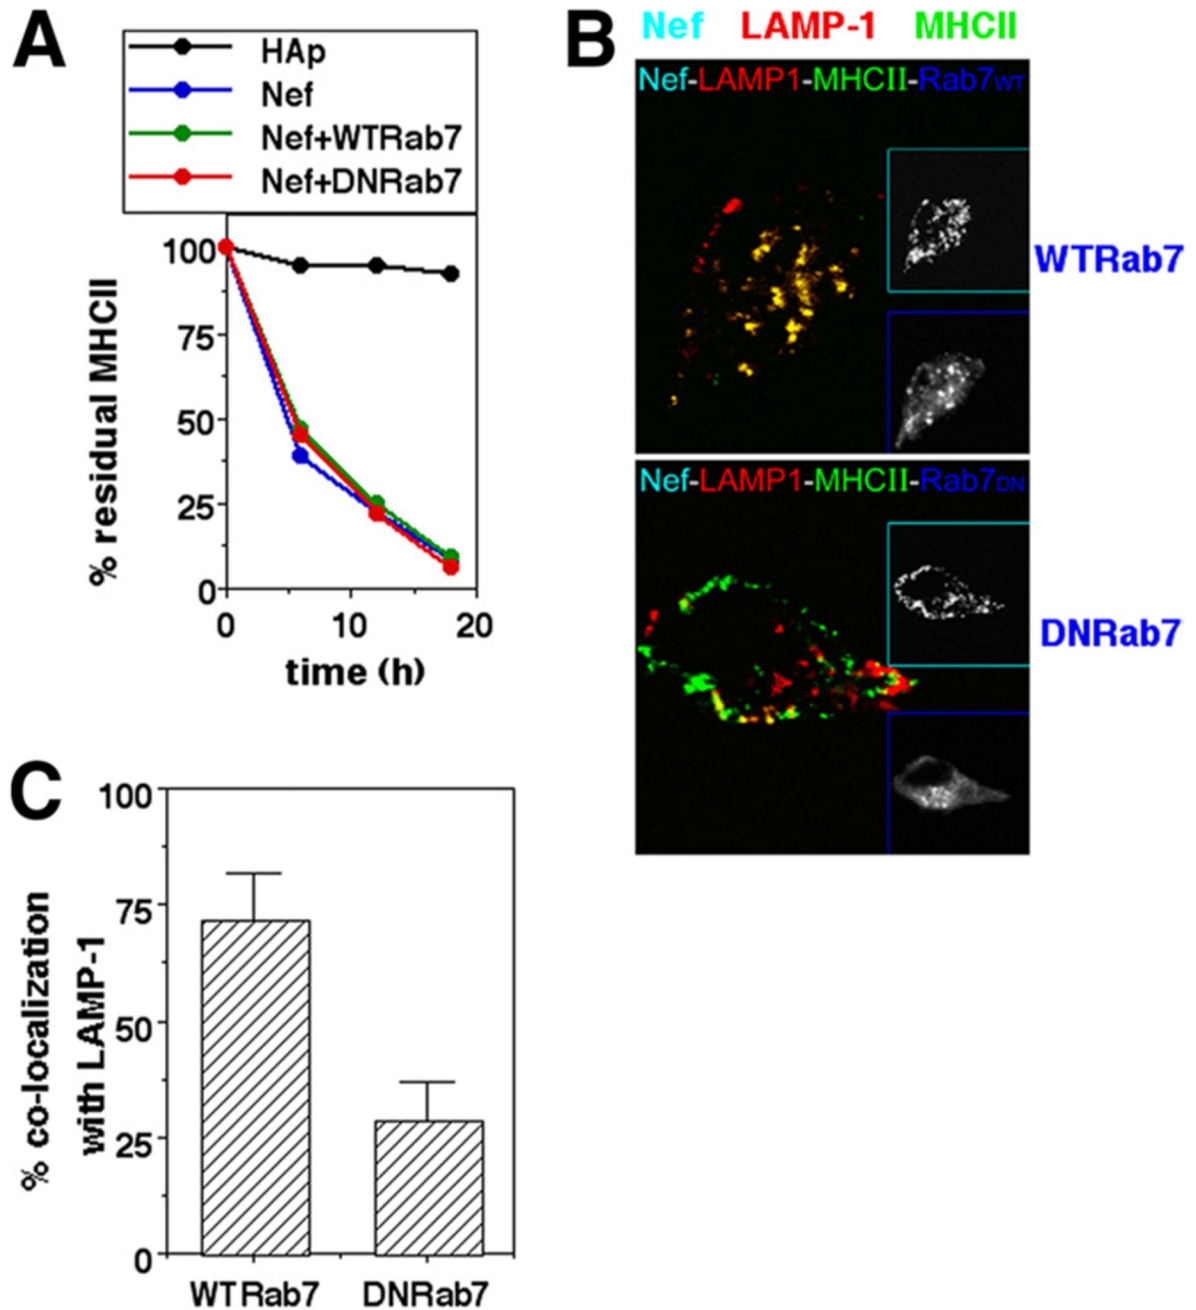 A
HAp
Nef
Nef+WTRab7
Nef+DNRab7
% residual MHCII
100
75
50
25
0
0 10 20
time (h)
B
Nef LAMP-1 MHCII
Nef-LAMP1-MHCII-Rab7WT
WTRab7
Nef-LAMP1-MHCII-Rab7DN
DNRab7
C
% co-localization
with LAMP-1
100
75
50
25
0
WTRab7 DNRab7